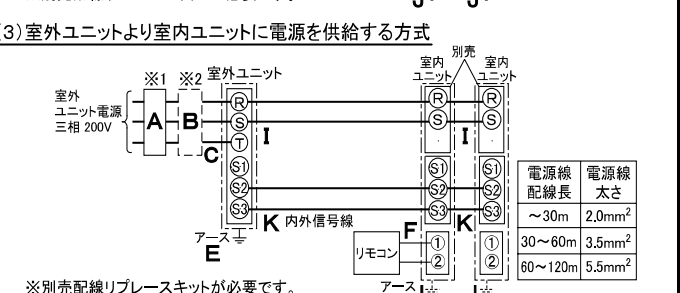 (3)室外ユニットより室内ユニットに電源を供給する方式
※1 ※2 室外ユニット
室外
ユニット電源
三相 200V
A B C
R
S
T
S1
S2
S3
I
K 内外信号線
アース
E
別売
室内
ユニット
室内
ユニット
R
S
S1
S2
S3
1
2
I
F
K
R
S
S1
S2
S3
1
2
リモコン
アース
電源線配線長 電源線太さ
～30m 2.0mm²
30～60m 3.5mm²
60～120m 5.5mm²
※別売配線リプレースキットが必要です。